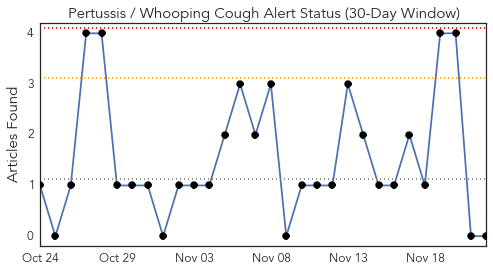 Pertussis / Whooping Cough Alert Status (30-Day Window)
Articles Found
4
3
2
1
0
Oct 24 Oct 29 Nov 03 Nov 08 Nov 13 Nov 18